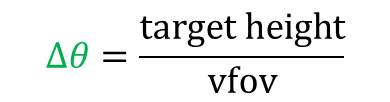 Δθ = target height / vfov